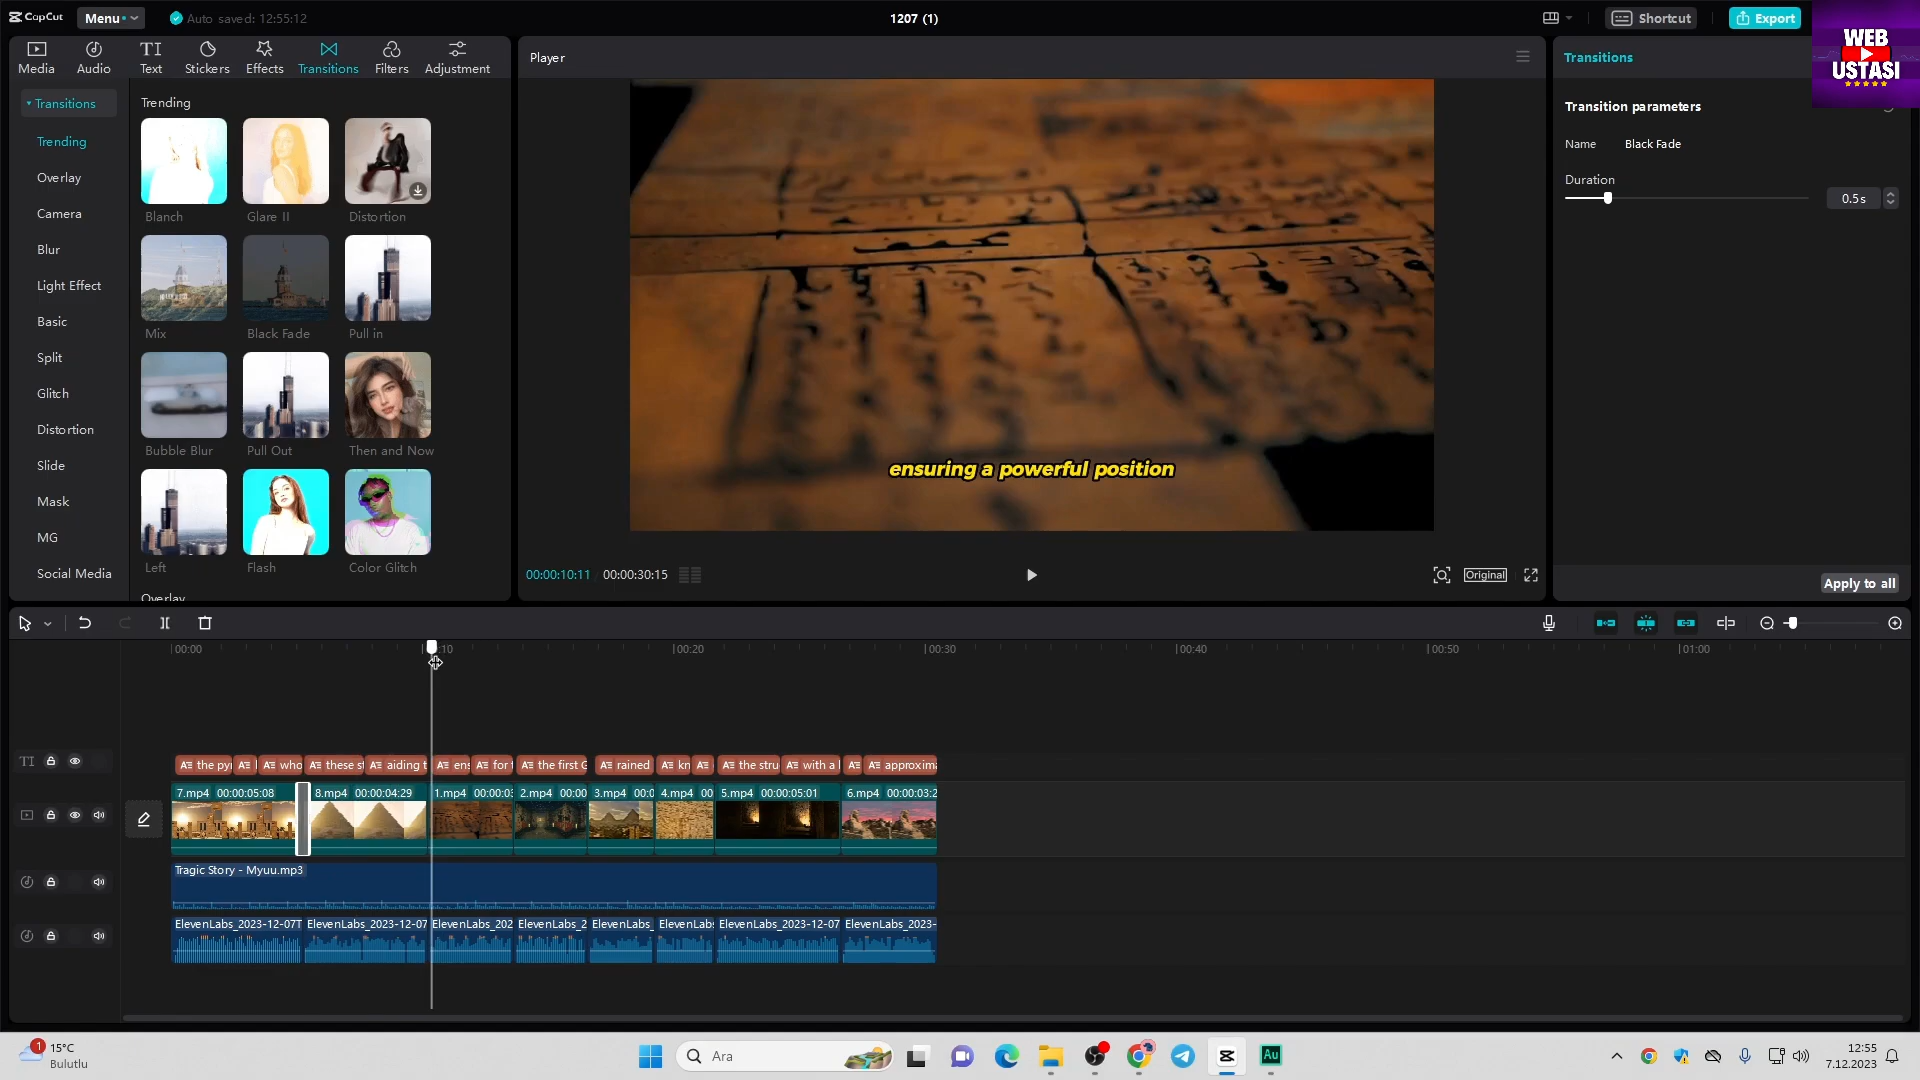 CapCut
Menu
Auto saved: 12:55:12
1207 (1)
Shortcut
Export
WEB
USTASI
Media
Audio
Text
Stickers
Effects
Transitions
Filters
Adjustment
Transitions
Trending
Overlay
Camera
Blur
Light Effect
Basic
Split
Glitch
Distortion
Slide
Mask
MG
Social Media
Trending
Blanch
Glare II
Distortion
Mix
Black Fade
Pull in
Bubble Blur
Pull Out
Then and Now
Left
Flash
Color Glitch
Overlay
Player
ensuring a powerful position
00:00:10:11
00:00:30:15
Original
Transitions
Transition parameters
Name Black Fade
Duration
0.5s
Apply to all
00:00
:10
00:20
00:30
00:40
00:50
01:00
the py
who
these s
aiding t
ens
for
the first G
rained
kn
the stru
with a
approxim
7.mp4 00:00:05:08
8.mp4 00:00:04:29
1.mp4 00:00:03
2.mp4 00:00
3.mp4 00:0
4.mp4 00
5.mp4 00:00:05:01
6.mp4 00:00:03:2
Tragic Story - Myuu.mp3
ElevenLabs_2023-12-07T
ElevenLabs_2023-12-07
ElevenLabs_202
ElevenLabs_2
ElevenLabs_
ElevenLabs
ElevenLabs_2023-12-07
ElevenLabs_2023-
1
15°C
Bulutlu
Ara
Au
12:55
7.12.2023